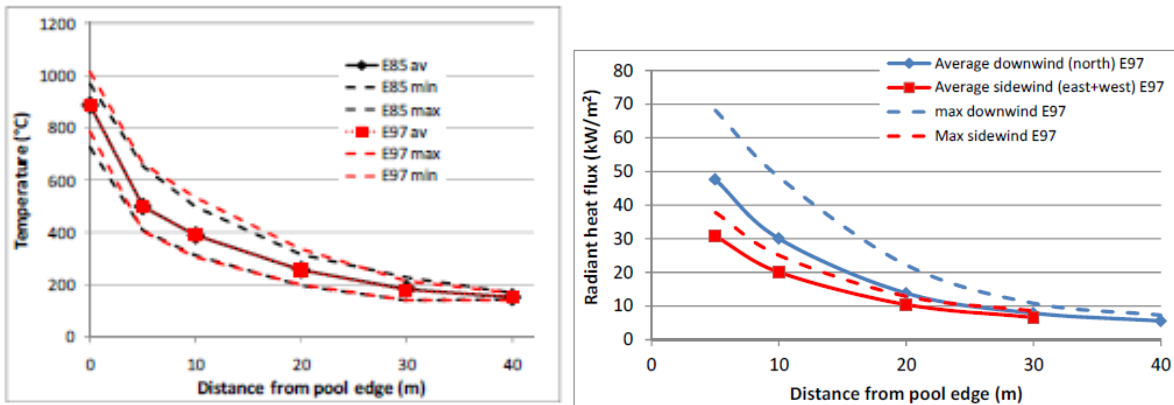 1200
1000
800
600
400
200
0
Temperature (°C)
E85 av
E85 min
E85 max
E97 av
E97 max
E97 min
0 10 20 30 40
Distance from pool edge (m)
80
70
60
50
40
30
20
10
0
Radiant heat flux (kW/m²)
Average downwind (north) E97
Average sidewind (east+west) E97
max downwind E97
Max sidewind E97
0 10 20 30 40
Distance from pool edge (m)